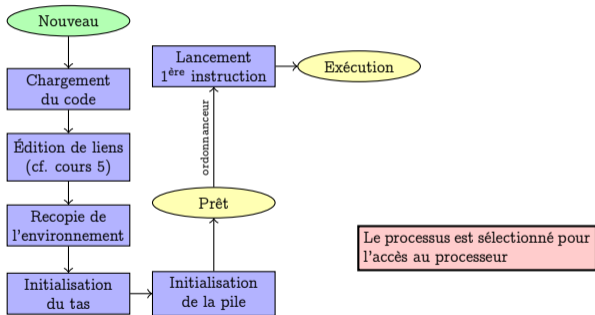 Nouveau
Chargement
du code
Édition de liens
(cf. cours 5)
Recopie de
l'environnement
Initialisation
du tas
Initialisation
de la pile
Prêt
ordonnanceur
Lancement
1ère instruction
Exécution
Le processus est sélectionné pour
l'accès au processeur